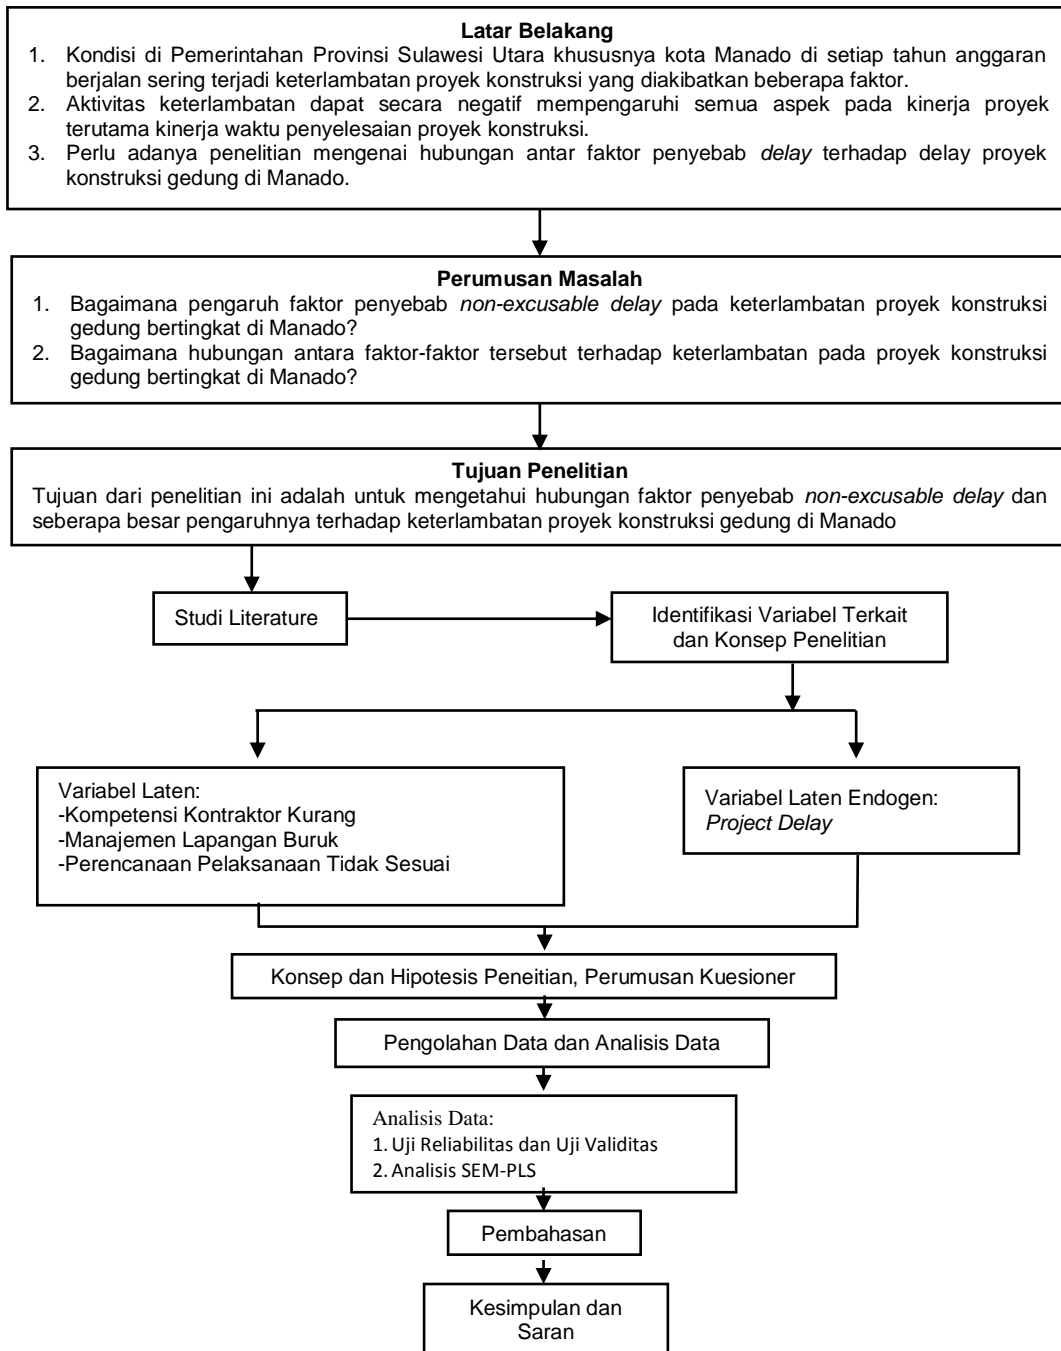 Latar Belakang
1. Kondisi di Pemerintahan Provinsi Sulawesi Utara khususnya kota Manado di setiap tahun anggaran
berjalan sering terjadi keterlambatan proyek konstruksi yang diakibatkan beberapa faktor.
2. Aktivitas keterlambatan dapat secara negatif mempengaruhi semua aspek pada kinerja proyek
terutama kinerja waktu penyelesaian proyek konstruksi.
3. Perlu adanya penelitian mengenai hubungan antar faktor penyebab delay terhadap delay proyek
konstruksi gedung di Manado.
Perumusan Masalah
1. Bagaimana pengaruh faktor penyebab non-excusable delay pada keterlambatan proyek konstruksi
gedung bertingkat di Manado?
2. Bagaimana hubungan antara faktor-faktor tersebut terhadap keterlambatan pada proyek konstruksi
gedung bertingkat di Manado?
Tujuan Penelitian
Tujuan dari penelitian ini adalah untuk mengetahui hubungan faktor penyebab non-excusable delay dan
seberapa besar pengaruhnya terhadap keterlambatan proyek konstruksi gedung di Manado
Studi Literature
Identifikasi Variabel Terkait
dan Konsep Penelitian
Variabel Laten:
-Kompetensi Kontraktor Kurang
-Manajemen Lapangan Buruk
-Perencanaan Pelaksanaan Tidak Sesuai
Variabel Laten Endogen:
Project Delay
Konsep dan Hipotesis Peneitian, Perumusan Kuesioner
Pengolahan Data dan Analisis Data
Analisis Data:
1. Uji Reliabilitas dan Uji Validitas
2. Analisis SEM-PLS
Pembahasan
Kesimpulan dan
Saran